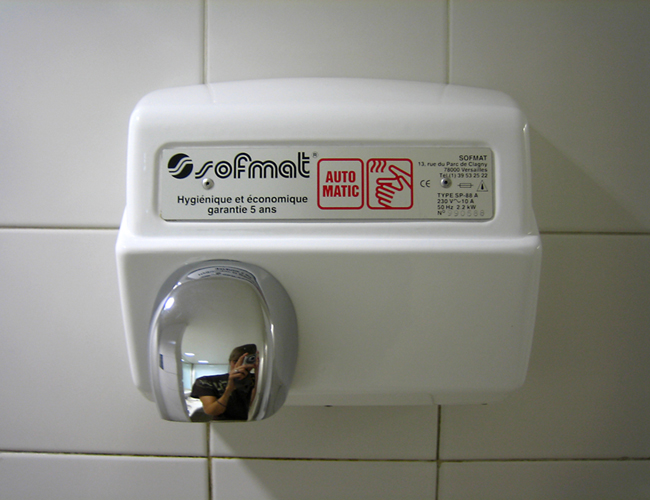 sofmat®
Hygiénique et économique
garantie 5 ans
AUTO
MATIC
SOFMAT
13, rue du Parc de Clagny
78000 Versailles
Tel (1) 39 53 25 22
CE
TYPE SP-88 A
230 V~10 A
50 Hz 2.2 kW
N°